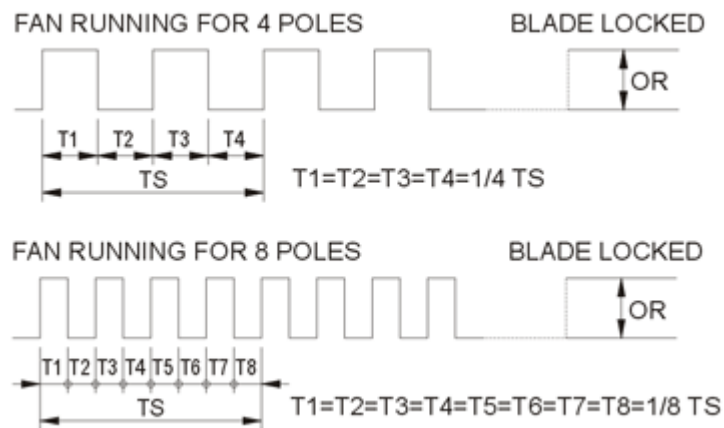 FAN RUNNING FOR 4 POLES BLADE LOCKED
OR
T1 T2 T3 T4
TS
T1=T2=T3=T4=1/4 TS
FAN RUNNING FOR 8 POLES BLADE LOCKED
OR
T1 T2 T3 T4 T5 T6 T7 T8
TS
T1=T2=T3=T4=T5=T6=T7=T8=1/8 TS